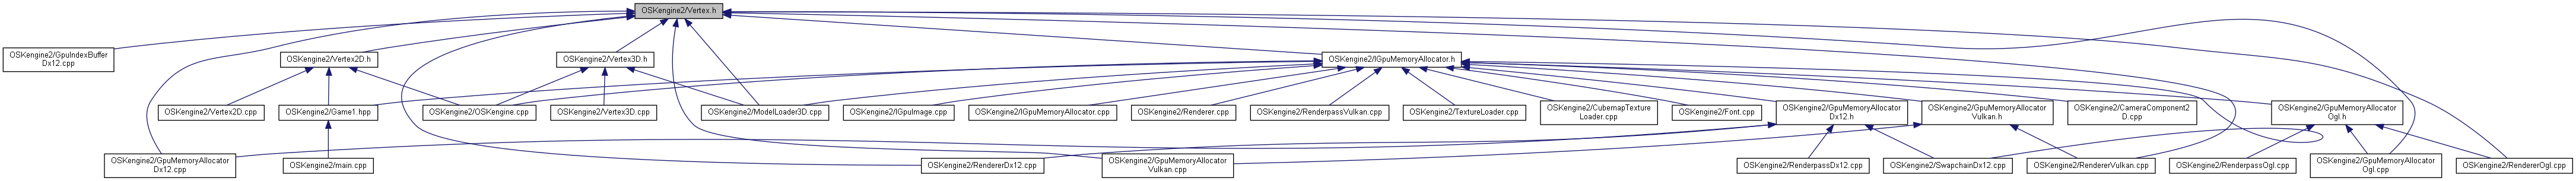 OSKengine2/Vertex.h
OSKengine2/GpuIndexBuffer
Dx12.cpp
OSKengine2/Vertex2D.h
OSKengine2/Vertex3D.h
OSKengine2/IGpuMemoryAllocator.h
OSKengine2/Vertex2D.cpp
OSKengine2/Game1.hpp
OSKengine2/OSKengine.cpp
OSKengine2/Vertex3D.cpp
OSKengine2/ModelLoader3D.cpp
OSKengine2/IGpuImage.cpp
OSKengine2/IGpuMemoryAllocator.cpp
OSKengine2/Renderer.cpp
OSKengine2/RenderpassVulkan.cpp
OSKengine2/TextureLoader.cpp
OSKengine2/CubemapTexture
Loader.cpp
OSKengine2/Font.cpp
OSKengine2/GpuMemoryAllocator
Dx12.h
OSKengine2/GpuMemoryAllocator
Vulkan.h
OSKengine2/CameraComponent2
D.cpp
OSKengine2/GpuMemoryAllocator
Ogl.h
OSKengine2/GpuMemoryAllocator
Dx12.cpp
OSKengine2/main.cpp
OSKengine2/RendererDx12.cpp
OSKengine2/GpuMemoryAllocator
Vulkan.cpp
OSKengine2/RenderpassDx12.cpp
OSKengine2/SwapchainDx12.cpp
OSKengine2/RendererVulkan.cpp
OSKengine2/RenderpassOgl.cpp
OSKengine2/GpuMemoryAllocator
Ogl.cpp
OSKengine2/RendererOgl.cpp